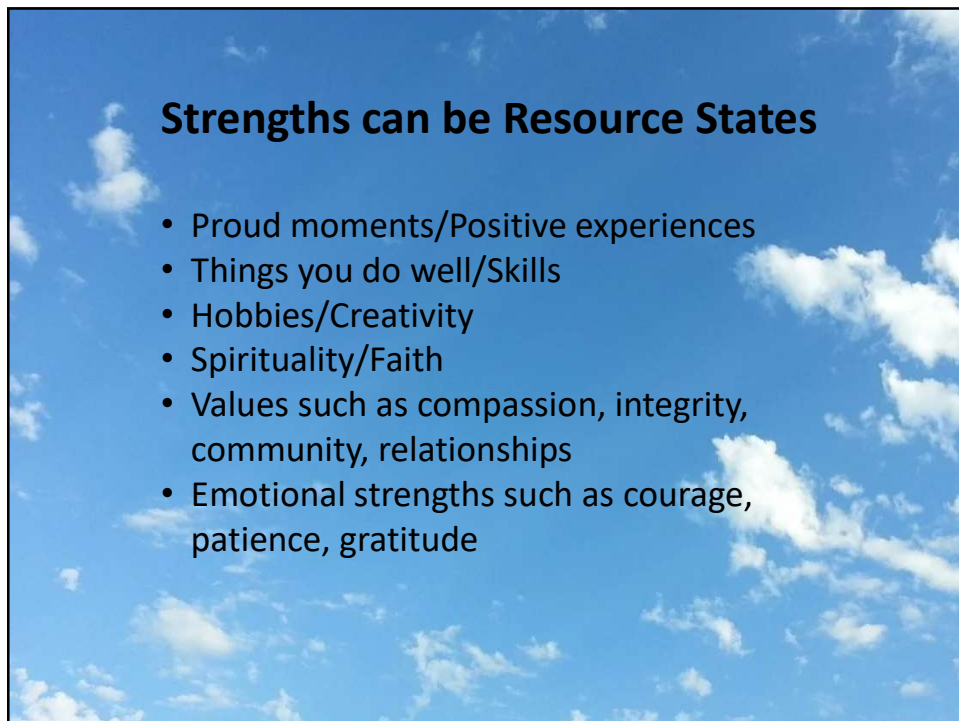 Strengths can be Resource States
• Proud moments/Positive experiences
• Things you do well/Skills
• Hobbies/Creativity
• Spirituality/Faith
• Values such as compassion, integrity,
community, relationships
• Emotional strengths such as courage,
patience, gratitude